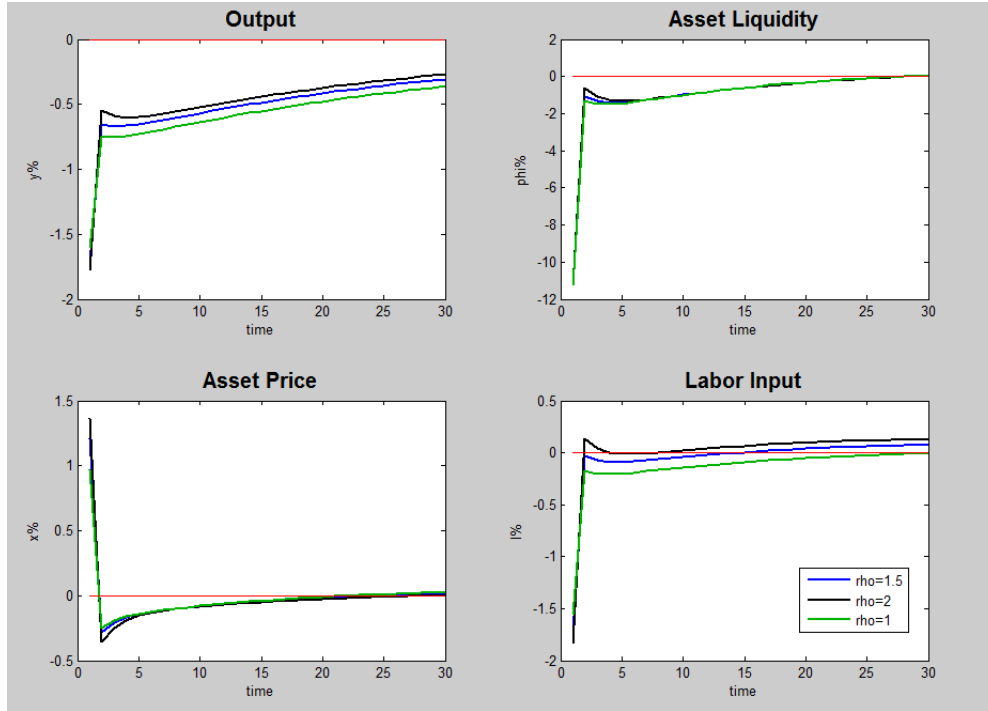 Output
0
-0.5
-1
-1.5
-2
y%
0 5 10 15 20 25 30
time
Asset Liquidity
2
0
-2
-4
-6
-8
-10
-12
phi%
0 5 10 15 20 25 30
time
Asset Price
1.5
1
0.5
0
-0.5
x%
0 5 10 15 20 25 30
time
Labor Input
0.5
0
-0.5
-1
-1.5
-2
l%
rho=1.5
rho=2
rho=1
0 5 10 15 20 25 30
time